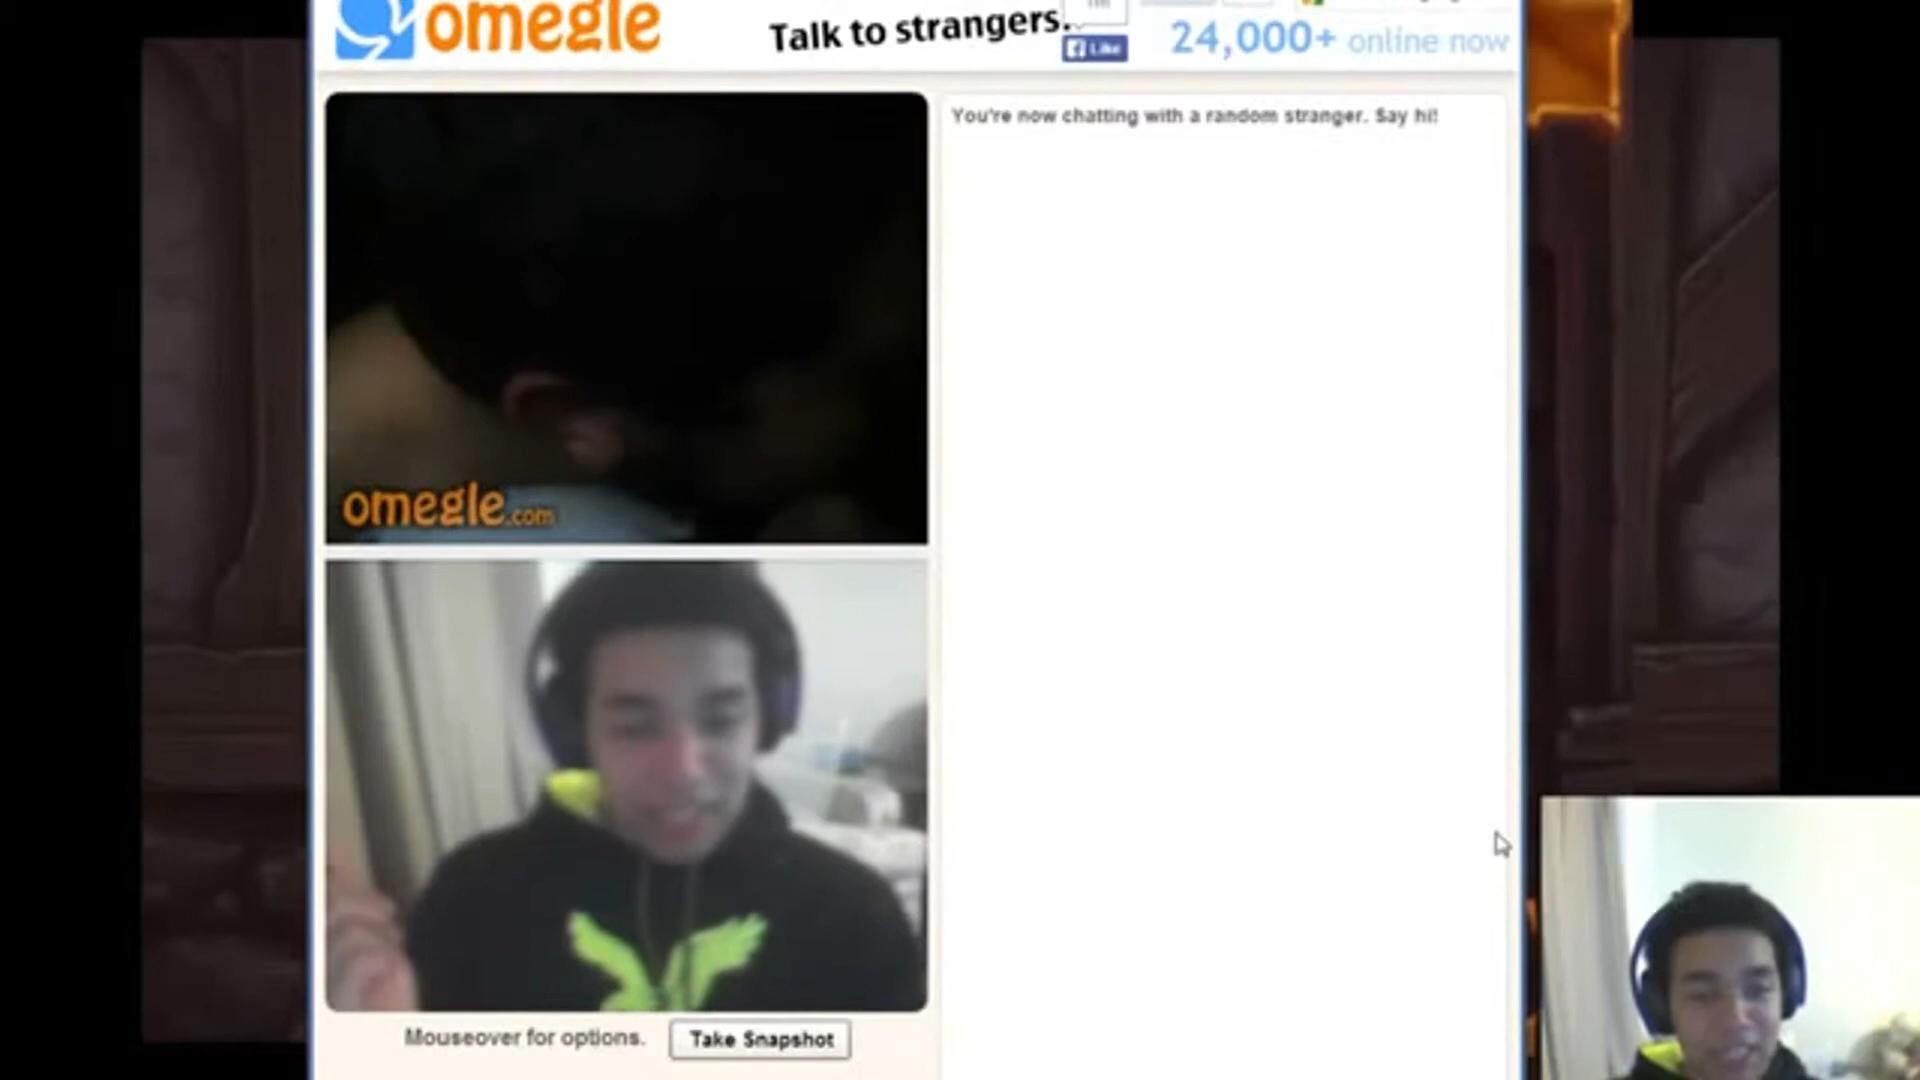 omegle
Talk to strangers.
Like
24,000+ online now
You're now chatting with a random stranger. Say hi!
omegle.com
Mouseover for options.
Take Snapshot